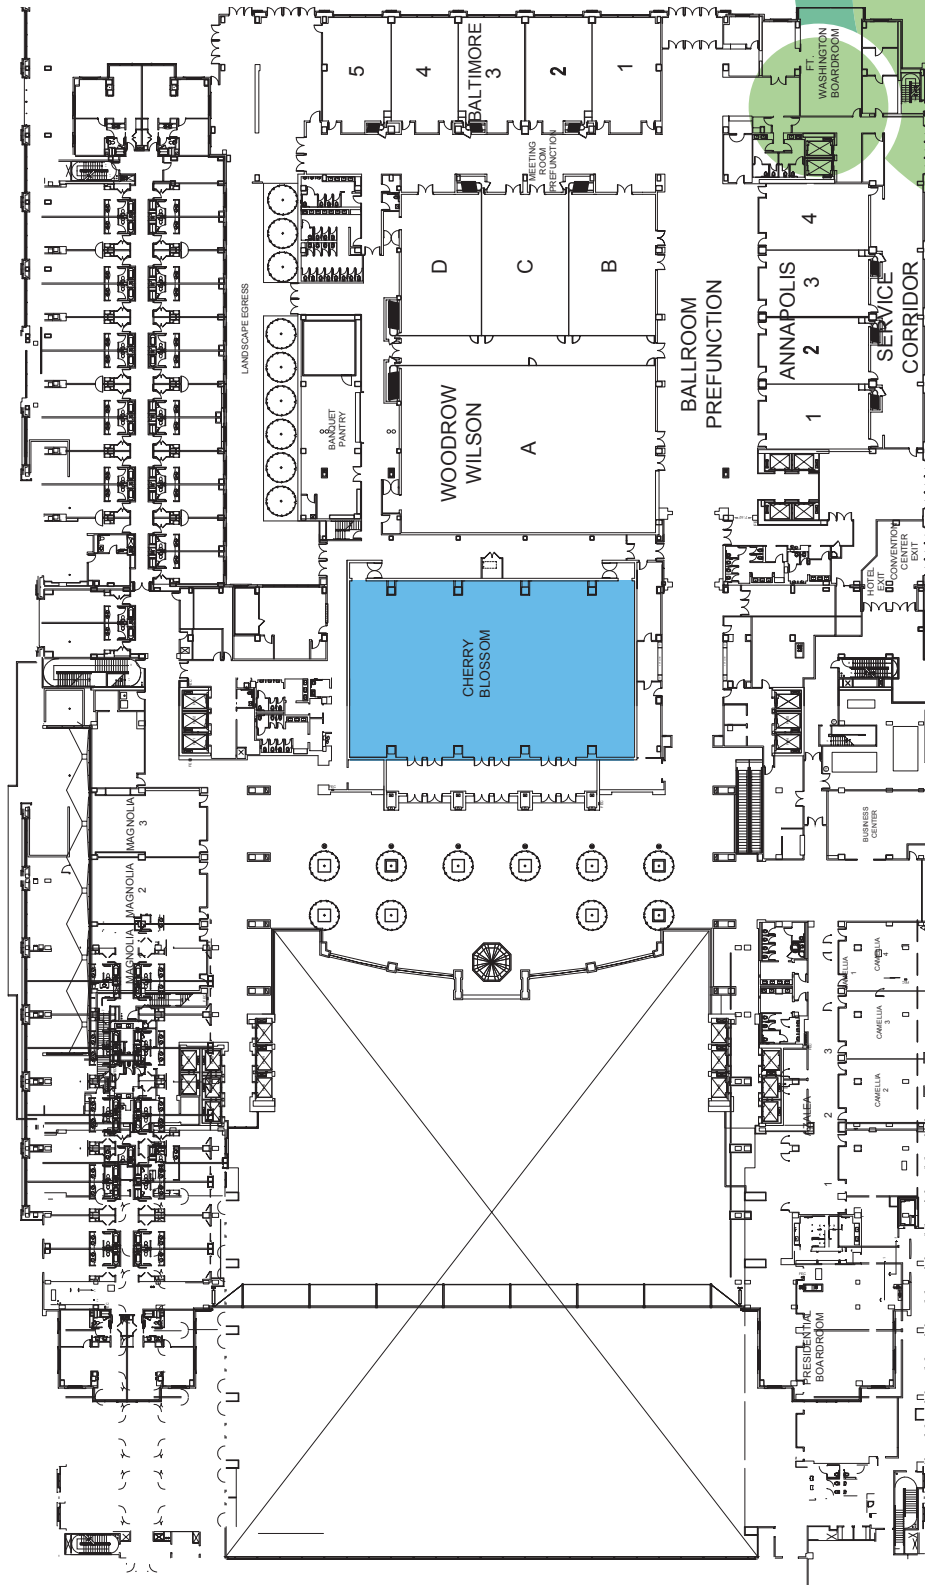 5
4
BALTIMORE
3
2
1
FT.
WASHINGTON
BOARDROOM
MEETING
ROOM
PREFUNCTION
LANDSCAPE EGRESS
D
C
B
4
ANNAPOLIS
3
2
1
SERVICE
CORRIDOR
BALLROOM
PREFUNCTION
BANQUET
PANTRY
WOODROW
WILSON
A
HOTEL
EXIT
CONVENTION
CENTER
EXIT
CHERRY
BLOSSOM
MAGNOLIA
3
MAGNOLIA
2
MAGNOLIA
BUSINESS
CENTER
CAMELLIA
1
CAMELLIA
4
CAMELLIA
3
CAMELLIA
2
AZALEA
3
2
1
PRESIDENTIAL
BOARDROOM